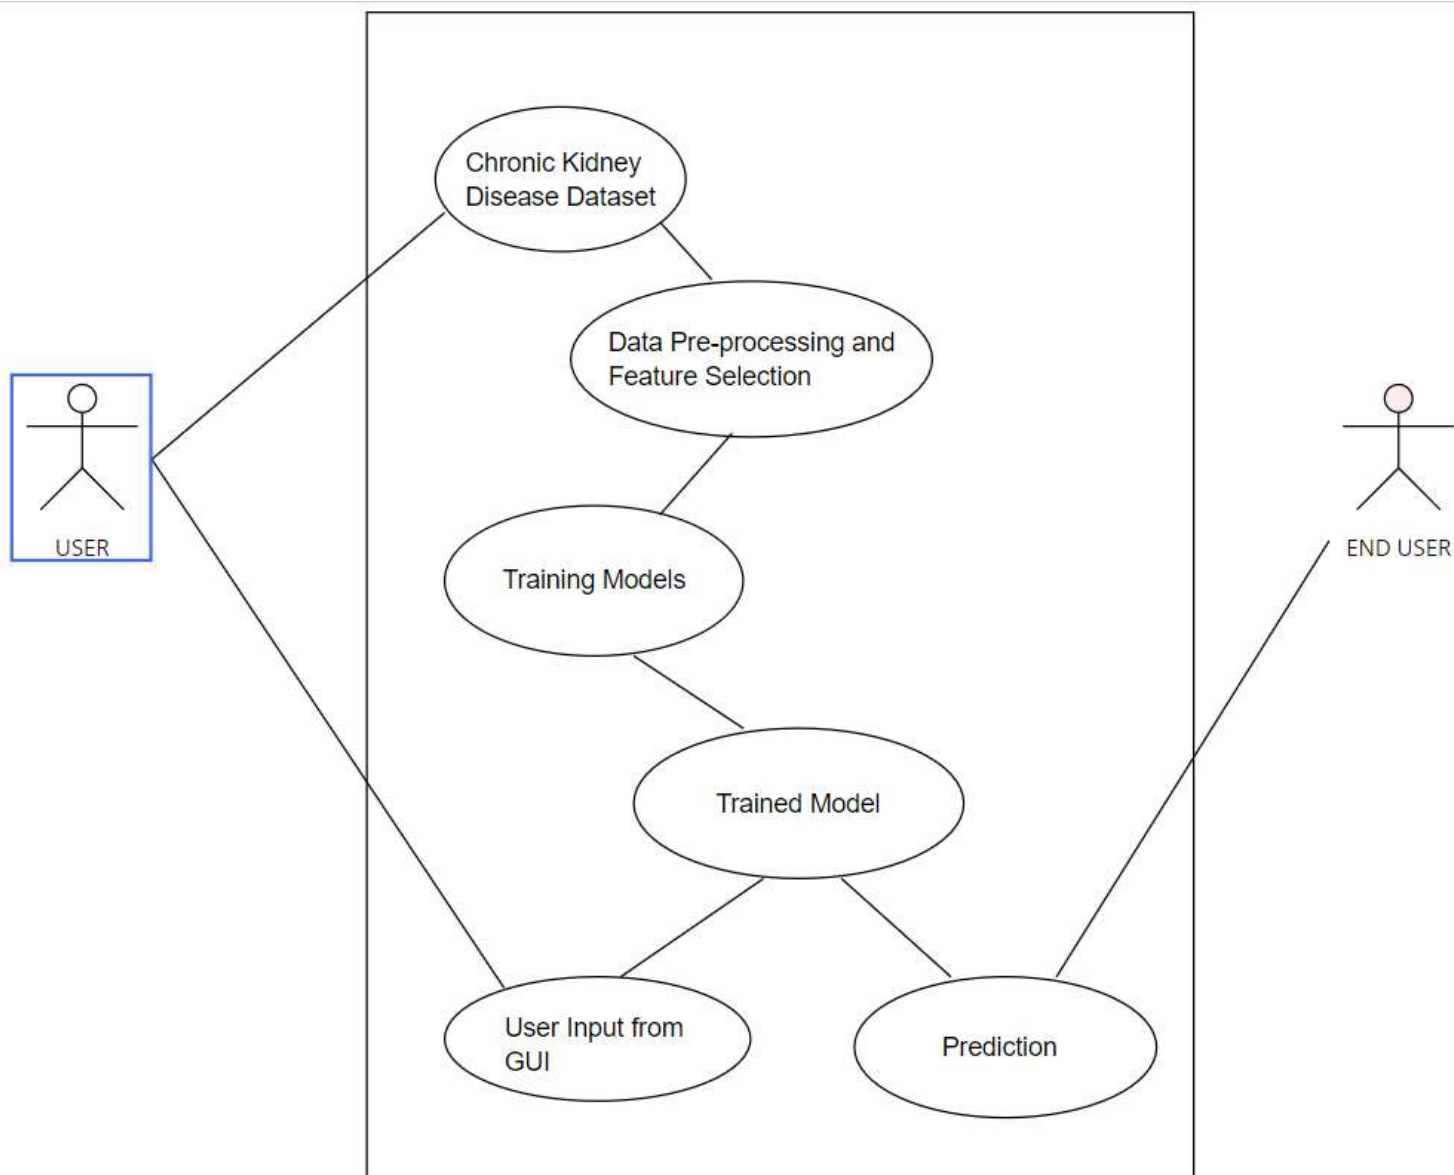 Chronic Kidney
Disease Dataset
Data Pre-processing and
Feature Selection
USER
END USER
Training Models
Trained Model
User Input from
GUI
Prediction